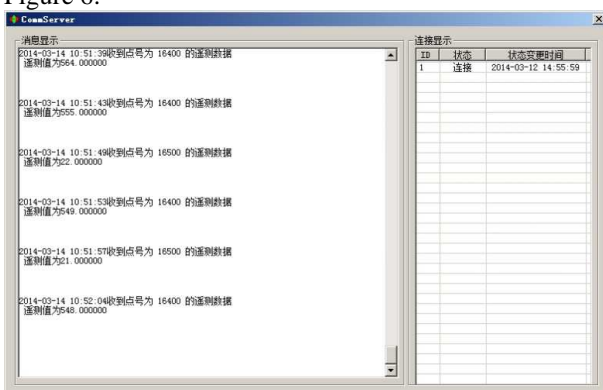 Figure 8.
CommServer
消息显示
2014-03-14 10:51:39收到点号为 16400 的遥测数据
遥测值为564.000000
2014-03-14 10:51:43收到点号为 16400 的遥测数据
遥测值为555.000000
2014-03-14 10:51:49收到点号为 16500 的遥测数据
遥测值为22.000000
2014-03-14 10:51:53收到点号为 16400 的遥测数据
遥测值为549.000000
2014-03-14 10:51:57收到点号为 16500 的遥测数据
遥测值为21.000000
2014-03-14 10:52:04收到点号为 16400 的遥测数据
遥测值为548.000000
连接显示
ID 状态 状态变更时间
1 连接 2014-03-12 14:55:59